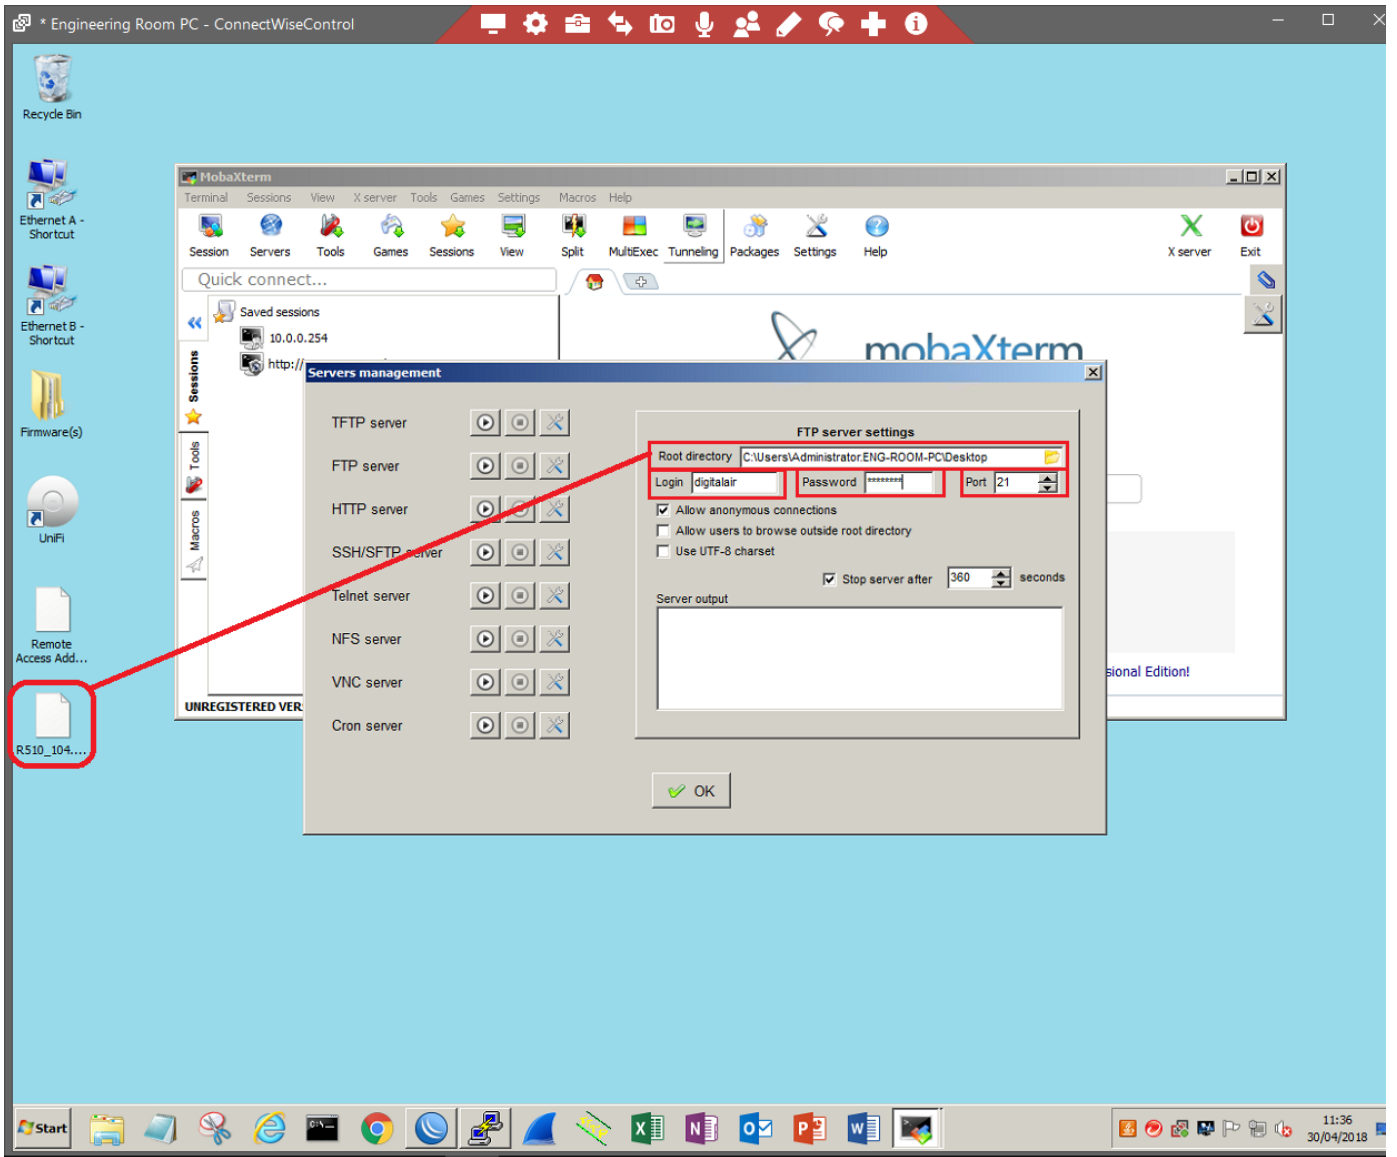 * Engineering Room PC - ConnectWiseControl
Recycle Bin
Ethernet A -
Shortcut
Ethernet B -
Shortcut
Firmware(s)
UniFi
Remote
Access Add...
R510_104....
MobaXterm
Terminal Sessions View X server Tools Games Settings Macros Help
Session Servers Tools Games Sessions View Split MultiExec Tunneling Packages Settings Help X server Exit
Quick connect...
Saved sessions
10.0.0.254
http://
Sessions
Tools
Macros
mobaXterm
sional Edition!
UNREGISTERED VER
Servers management
TFTP server
FTP server
HTTP server
SSH/SFTP server
Telnet server
NFS server
VNC server
Cron server
FTP server settings
Root directory C:\Users\Administrator.ENG-ROOM-PC\Desktop
Login digitalair Password ******** Port 21
Allow anonymous connections
Allow users to browse outside root directory
Use UTF-8 charset
Stop server after 360 seconds
Server output
OK
Start
11:36
30/04/2018